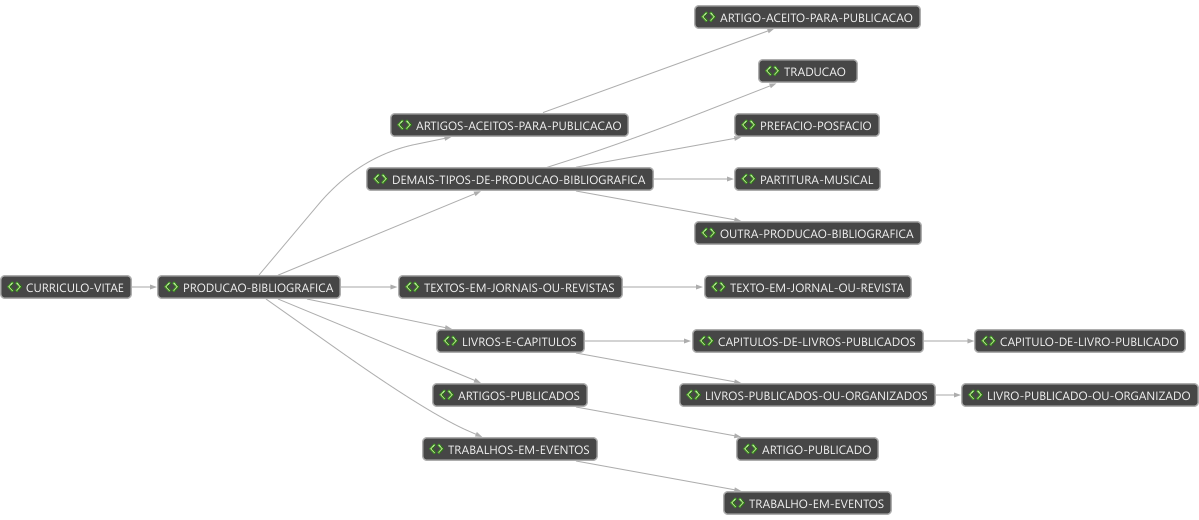 ARTIGO-ACEITO-PARA-PUBLICACAO
TRADUCAO
ARTIGOS-ACEITOS-PARA-PUBLICACAO
PREFACIO-POSFACIO
DEMAIS-TIPOS-DE-PRODUCAO-BIBLIOGRAFICA
PARTITURA-MUSICAL
OUTRA-PRODUCAO-BIBLIOGRAFICA
CURRICULO-VITAE
PRODUCAO-BIBLIOGRAFICA
TEXTOS-EM-JORNAIS-OU-REVISTAS
TEXTO-EM-JORNAL-OU-REVISTA
LIVROS-E-CAPITULOS
CAPITULOS-DE-LIVROS-PUBLICADOS
CAPITULO-DE-LIVRO-PUBLICADO
ARTIGOS-PUBLICADOS
LIVROS-PUBLICADOS-OU-ORGANIZADOS
LIVRO-PUBLICADO-OU-ORGANIZADO
TRABALHOS-EM-EVENTOS
ARTIGO-PUBLICADO
TRABALHO-EM-EVENTOS